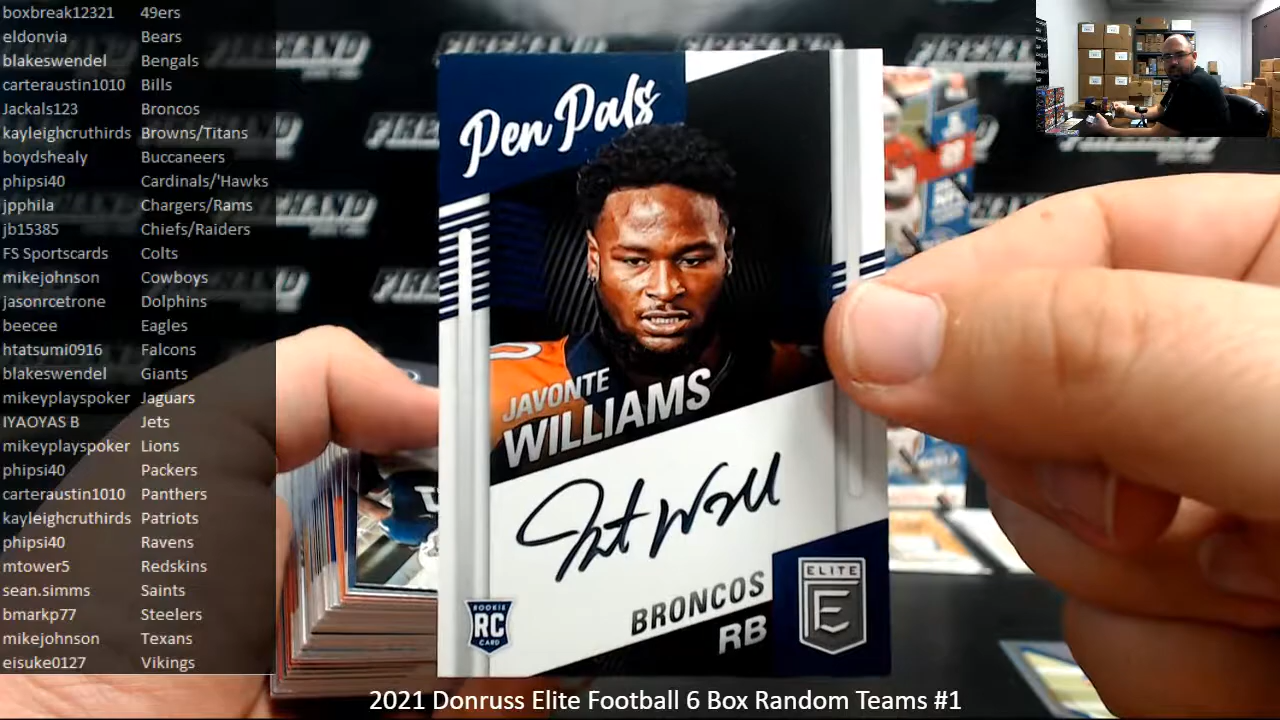 boxbreak12321 49ers
eldonvia Bears
blakeswendel Bengals
carteraustin1010 Bills
Jackals123 Broncos
kayleighcruthirds Browns/Titans
boydshealy Buccaneers
phipsi40 Cardinals/'Hawks
jpphila Chargers/Rams
jb15385 Chiefs/Raiders
FS Sportscards Colts
mikejohnson Cowboys
jasonrcetrone Dolphins
beecee Eagles
htatsumi0916 Falcons
blakeswendel Giants
mikeyplayspoker Jaguars
IYAOYAS B Jets
mikeyplayspoker Lions
phipsi40 Packers
carteraustin1010 Panthers
kayleighcruthirds Patriots
phipsi40 Ravens
mtower5 Redskins
sean.simms Saints
bmarkp77 Steelers
mikejohnson Texans
eisuke0127 Vikings
Pen Pals
JAVONTE
WILLIAMS
BRONCOS
RB
ROOKIE
RC
CARD
ELITE
E
2021 Donruss Elite Football 6 Box Random Teams #1